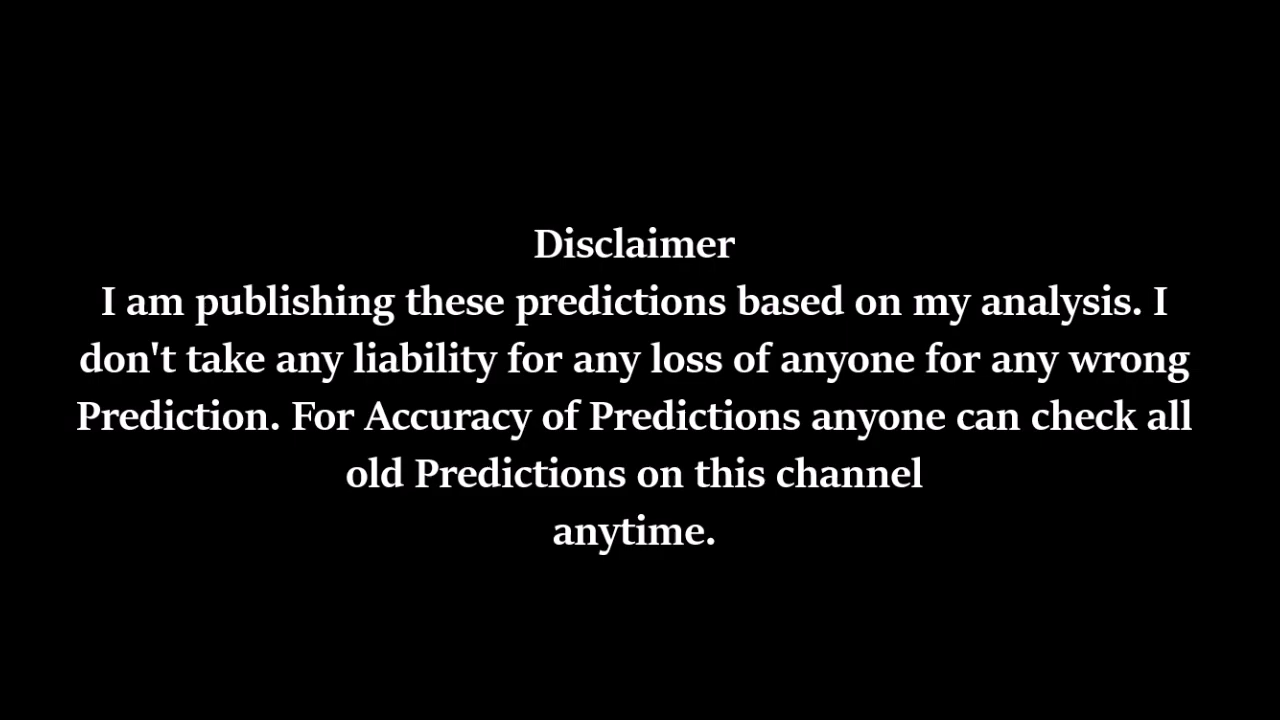 Disclaimer
I am publishing these predictions based on my analysis. I
don't take any liability for any loss of anyone for any wrong
Prediction. For Accuracy of Predictions anyone can check all
old Predictions on this channel
anytime.